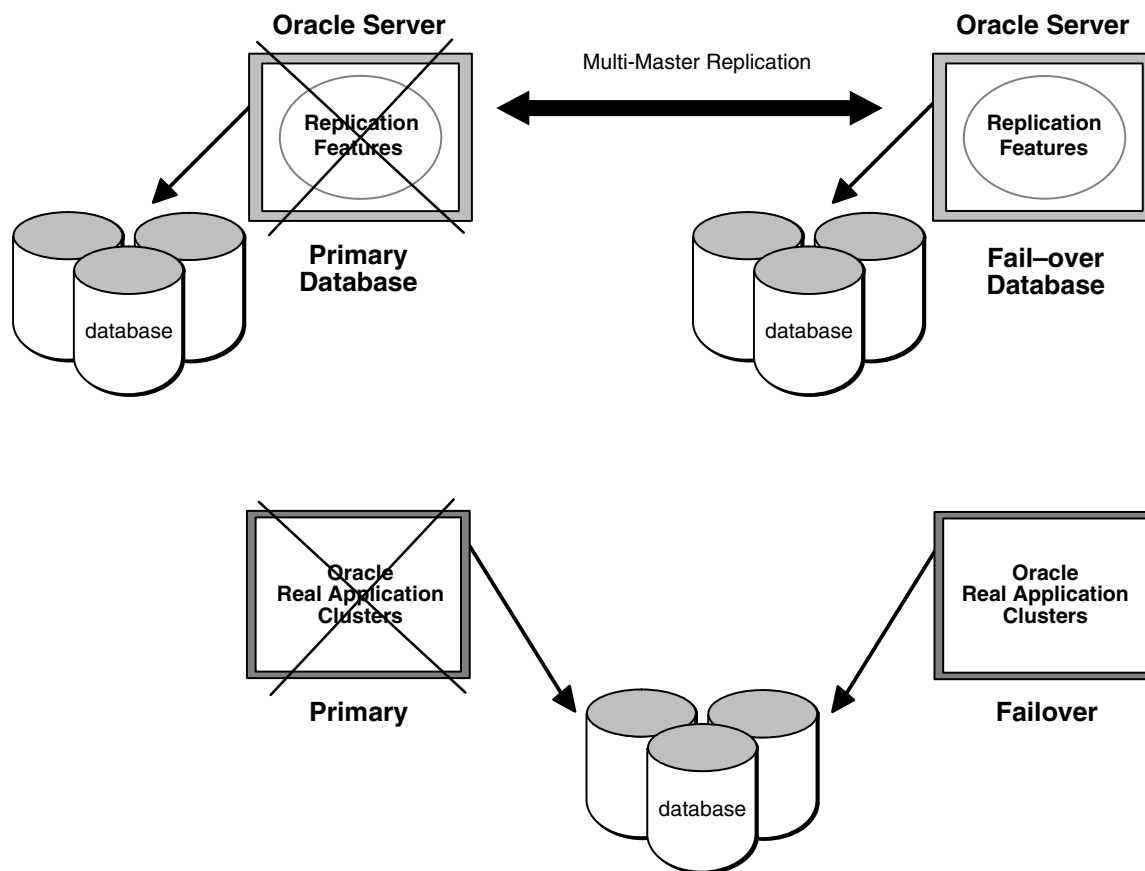 Oracle Server
Oracle Server
Multi-Master Replication
Replication
Features
Replication
Features
Primary
Database
Fail–over
Database
database
database
Oracle
Real Application
Clusters
Oracle
Real Application
Clusters
Primary
Failover
database